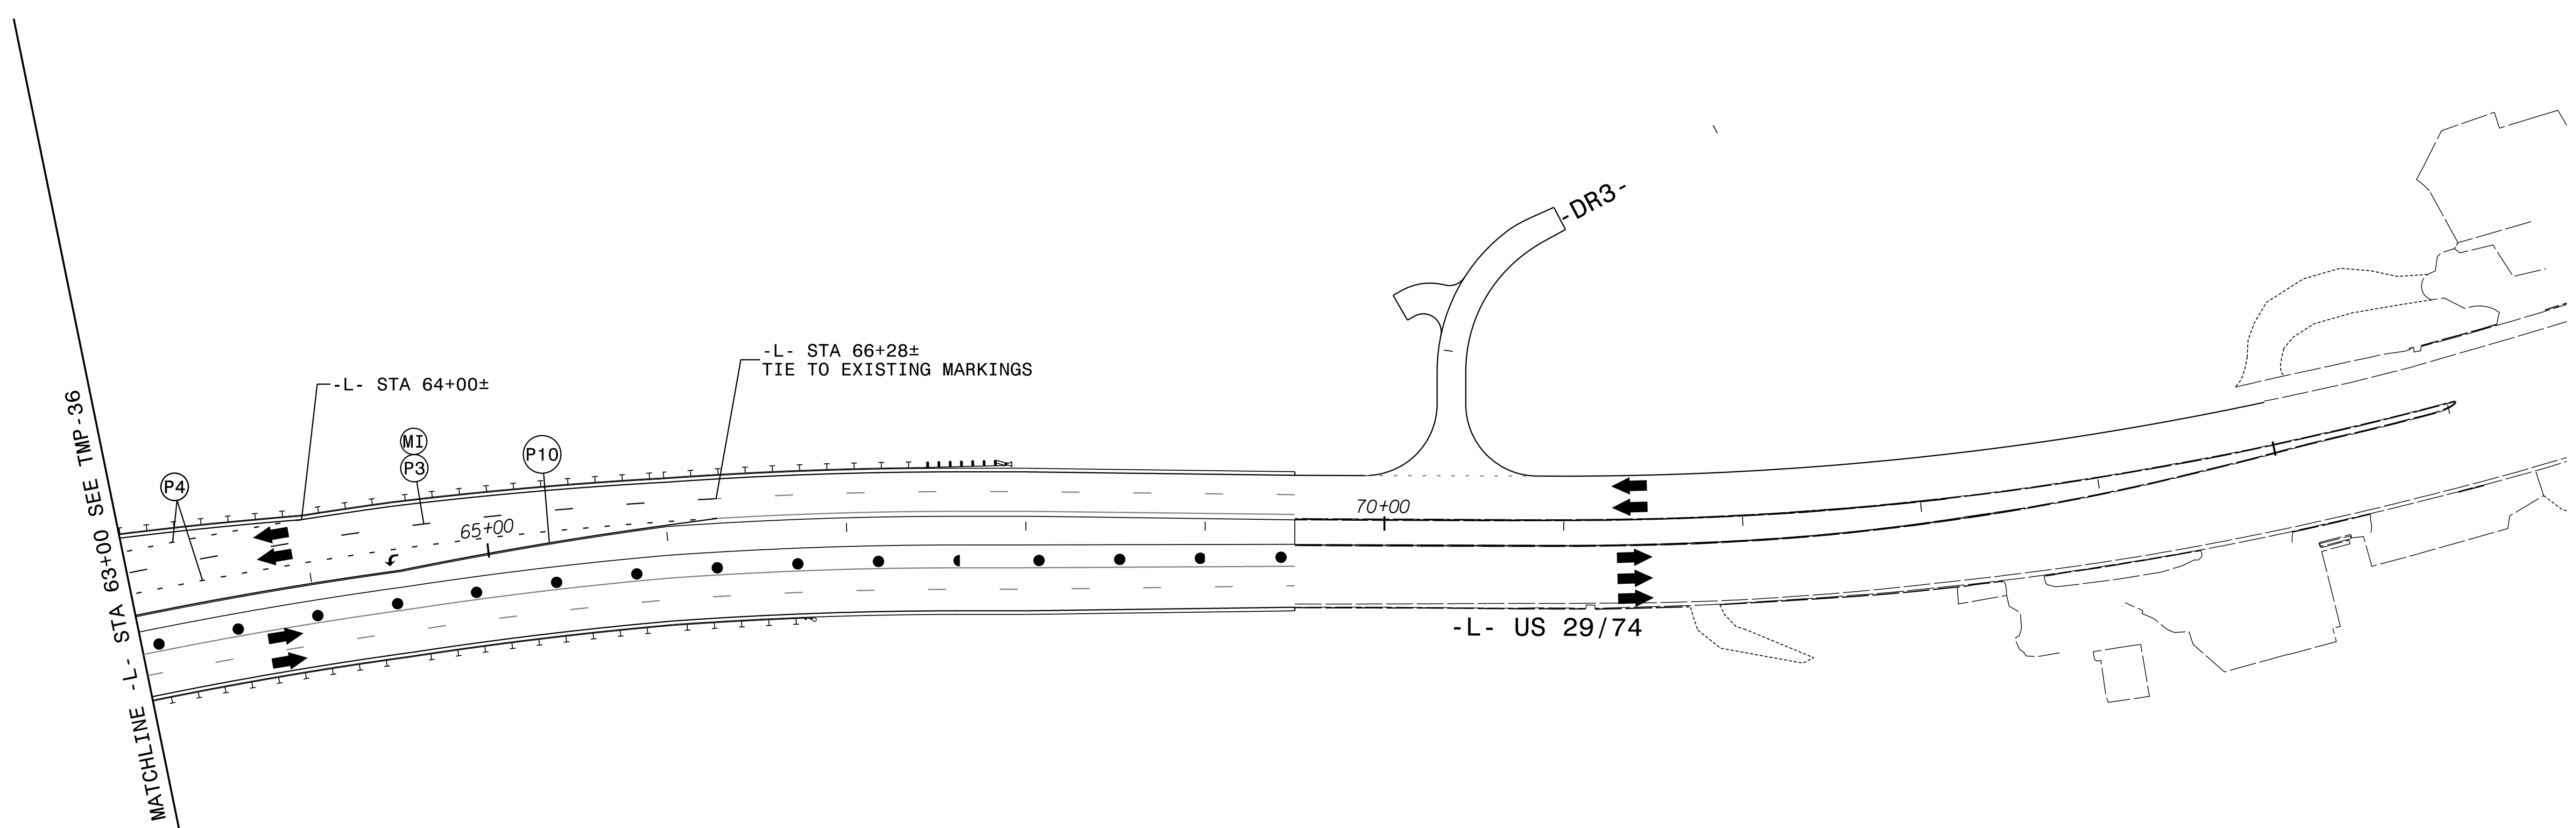 MATCHLINE -L- STA 63+00 SEE TMP-36
-DR3-
-L- STA 66+28±
TIE TO EXISTING MARKINGS
-L- STA 64+00±
MI
P3
P10
P4
65+00
70+00
-L- US 29/74